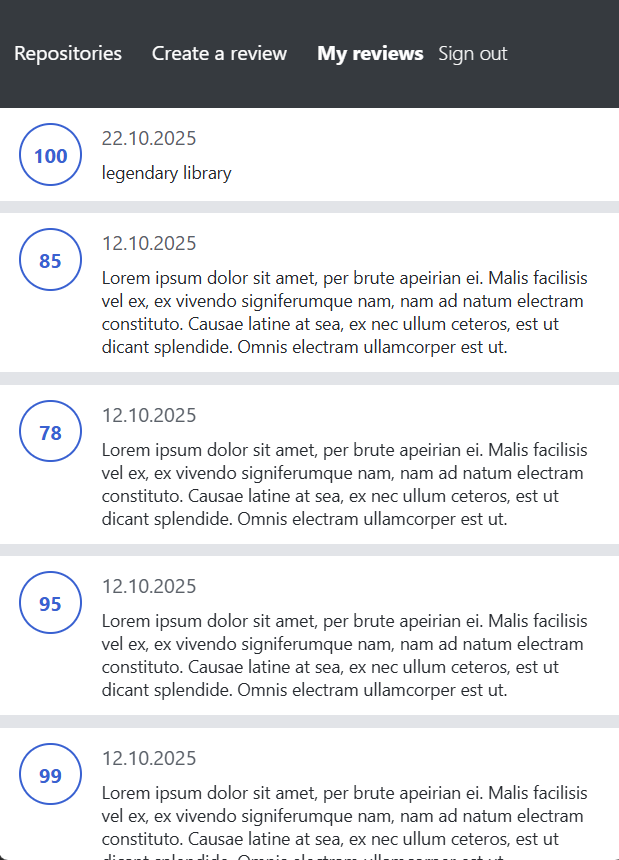 Repositories Create a review My reviews Sign out
100
22.10.2025
legendary library
85
12.10.2025
Lorem ipsum dolor sit amet, per brute apeirian ei. Malis facilisis
vel ex, ex vivendo signiferumque nam, nam ad natum electram
constituto. Causae latine at sea, ex nec ullum ceteros, est ut
dicant splendide. Omnis electram ullamcorper est ut.
78
12.10.2025
Lorem ipsum dolor sit amet, per brute apeirian ei. Malis facilisis
vel ex, ex vivendo signiferumque nam, nam ad natum electram
constituto. Causae latine at sea, ex nec ullum ceteros, est ut
dicant splendide. Omnis electram ullamcorper est ut.
95
12.10.2025
Lorem ipsum dolor sit amet, per brute apeirian ei. Malis facilisis
vel ex, ex vivendo signiferumque nam, nam ad natum electram
constituto. Causae latine at sea, ex nec ullum ceteros, est ut
dicant splendide. Omnis electram ullamcorper est ut.
99
12.10.2025
Lorem ipsum dolor sit amet, per brute apeirian ei. Malis facilisis
vel ex, ex vivendo signiferumque nam, nam ad natum electram
constituto. Causae latine at sea, ex nec ullum ceteros, est ut